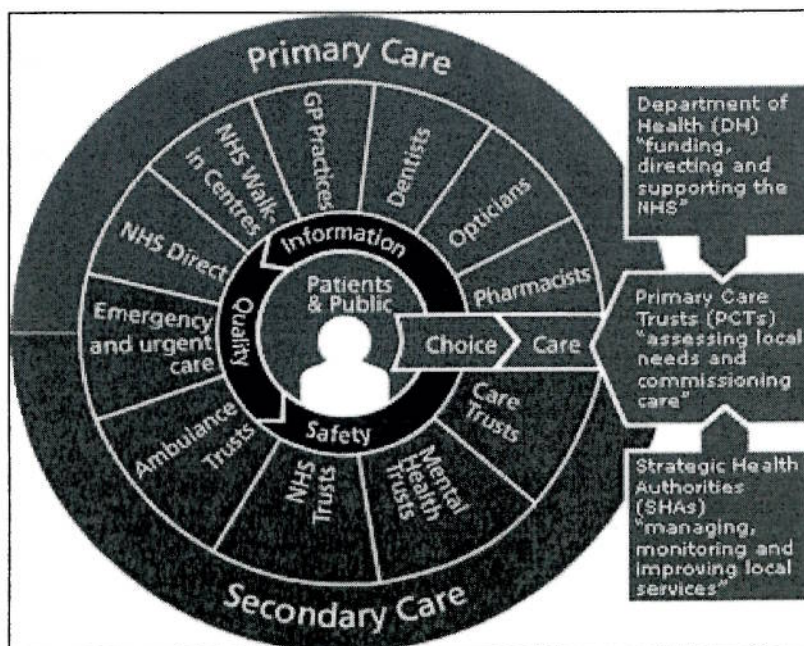 Primary Care
NHS Walk-
in Centres
GP Practices
Dentists
Opticians
Pharmacists
NHS Direct
Emergency
and urgent
care
Ambulance
Trusts
NHS
Trusts
Mental
Health
Trusts
Care
Trusts
Secondary Care
Information
Quality
Safety
Patients
& Public
Choice
Care
Department of
Health (DH)
"funding,
directing and
supporting the
NHS"
Primary Care
Trusts (PCTs)
"assessing local
needs and
commissioning
care"
Strategic Health
Authorities
(SHAs)
"managing,
monitoring and
improving local
services"